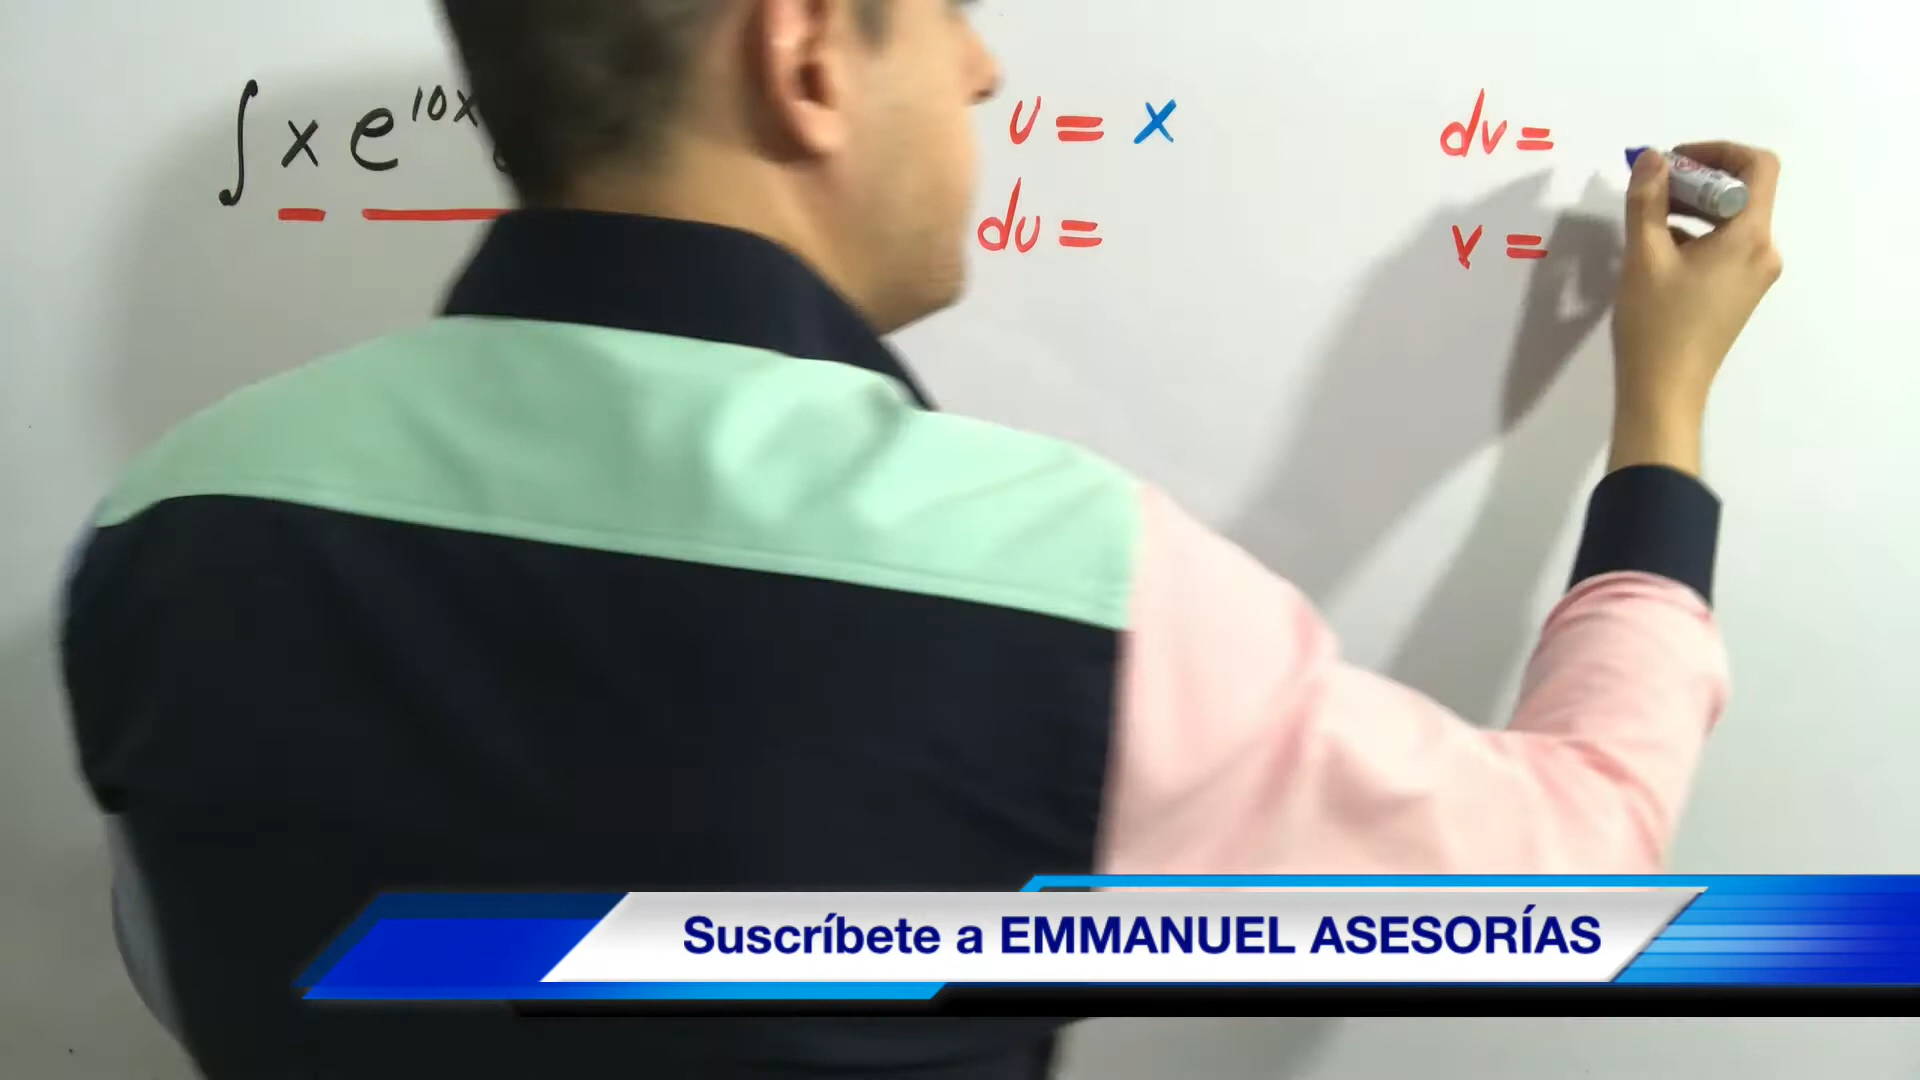 ∫ x e^10x
u = x
du =
dv =
v =
Suscríbete a EMMANUEL ASESORÍAS